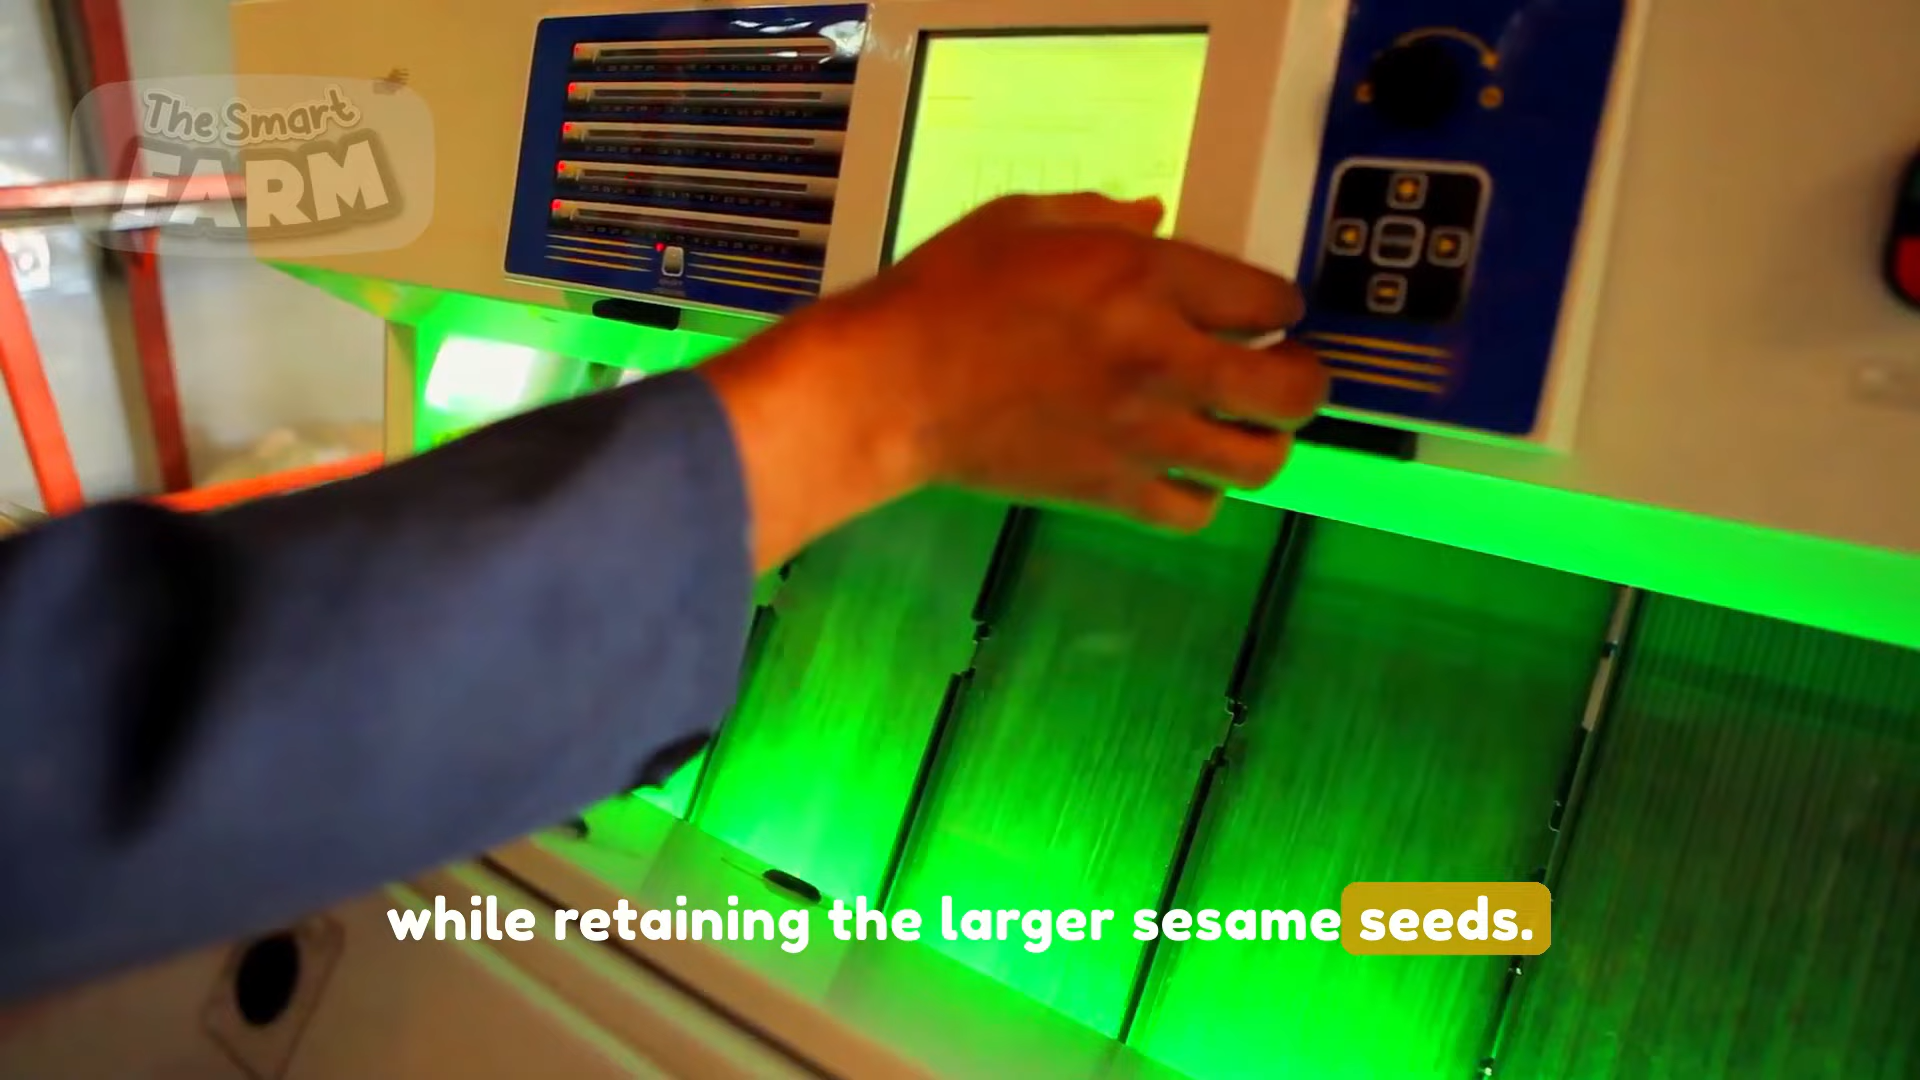 The Smart
FARM
while retaining the larger sesame seeds.